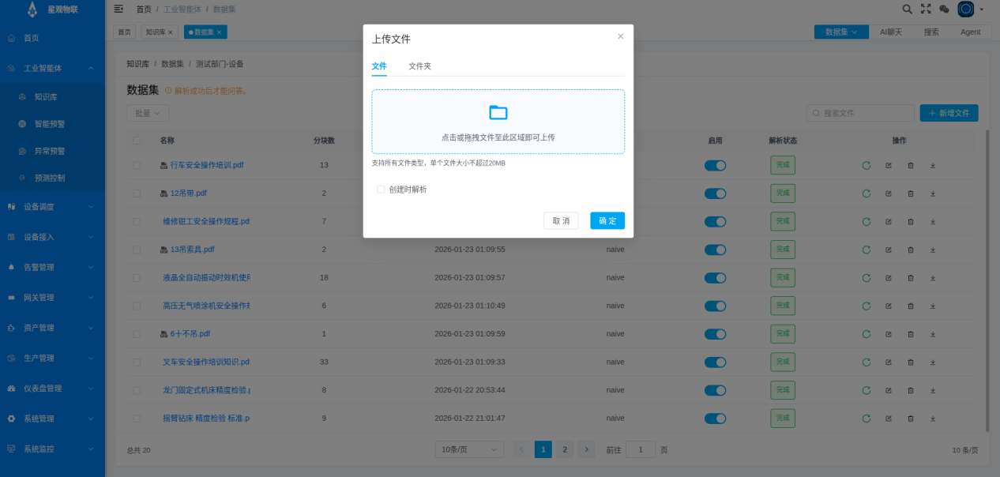 星观物联
首页 / 工业智能体 / 数据集
首页
知识库 ×
数据集 ×
数据集
AI聊天
搜索
Agent
首页
工业智能体
知识库
智能预警
异常预警
预测控制
设备调度
设备接入
告警管理
网关管理
资产管理
生产管理
仪表盘管理
系统管理
系统监控
知识库 / 数据集 / 测试部门-设备
数据集 解析成功后才能问答。
批量
搜索文件
+ 新增文件
上传文件
文件 文件夹
点击或拖拽文件至此区域即可上传
支持所有文件类型，单个文件大小不超过20MB
创建时解析
取 消 确 定
名称 分块数 启用 解析状态 操作
行车安全操作培训.pdf 13 完成
12吊带.pdf 2 完成
维修钳工安全操作规程.pd 7 完成
13吊索具.pdf 2 2026-01-23 01:09:55 naive 完成
液晶全自动振动时效机使用 18 2026-01-23 01:09:57 naive 完成
高压无气喷涂机安全操作 6 2026-01-23 01:10:49 naive 完成
6十不吊.pdf 1 2026-01-23 01:09:59 naive 完成
叉车安全操作培训知识.pd 33 2026-01-23 01:09:33 naive 完成
龙门固定式机床精度检验. 8 2026-01-22 20:53:44 naive 完成
摇臂钻床 精度检验 标准.p 9 2026-01-22 21:01:47 naive 完成
总共 20
10条/页
1 2
前往 1 页
10 条/页